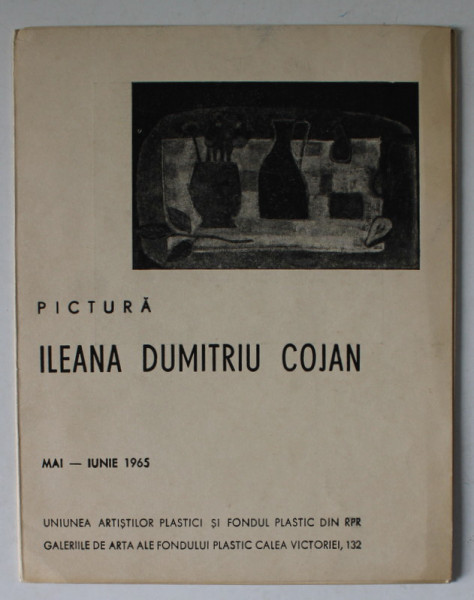 PICTURĂ
ILEANA DUMITRIU COJAN
MAI — IUNIE 1965
UNIUNEA ARTIȘTILOR PLASTICI ȘI FONDUL PLASTIC DIN RPR
GALERIILE DE ARTA ALE FONDULUI PLASTIC CALEA VICTORIEI, 132